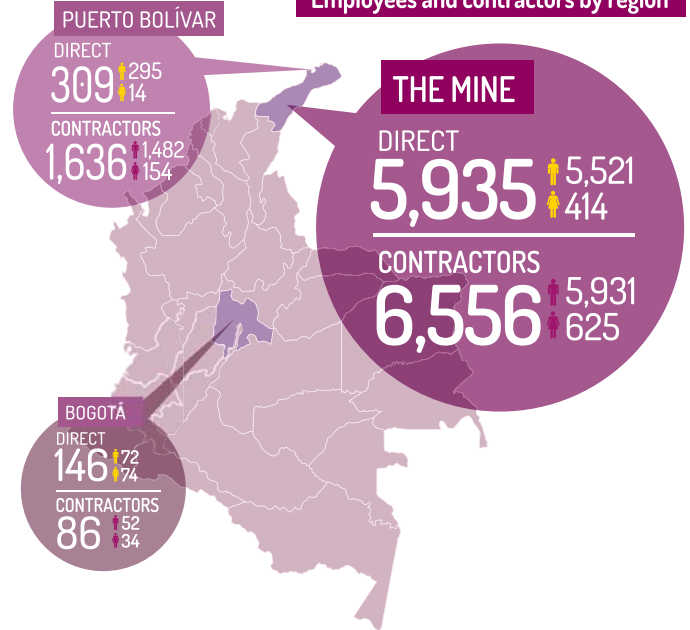 Employees and contractors by region
PUERTO BOLÍVAR
DIRECT
309
295
14
CONTRACTORS
1,636
1,482
154
THE MINE
DIRECT
5,935
5,521
414
CONTRACTORS
6,556
5,931
625
BOGOTÁ
DIRECT
146
72
74
CONTRACTORS
86
52
34